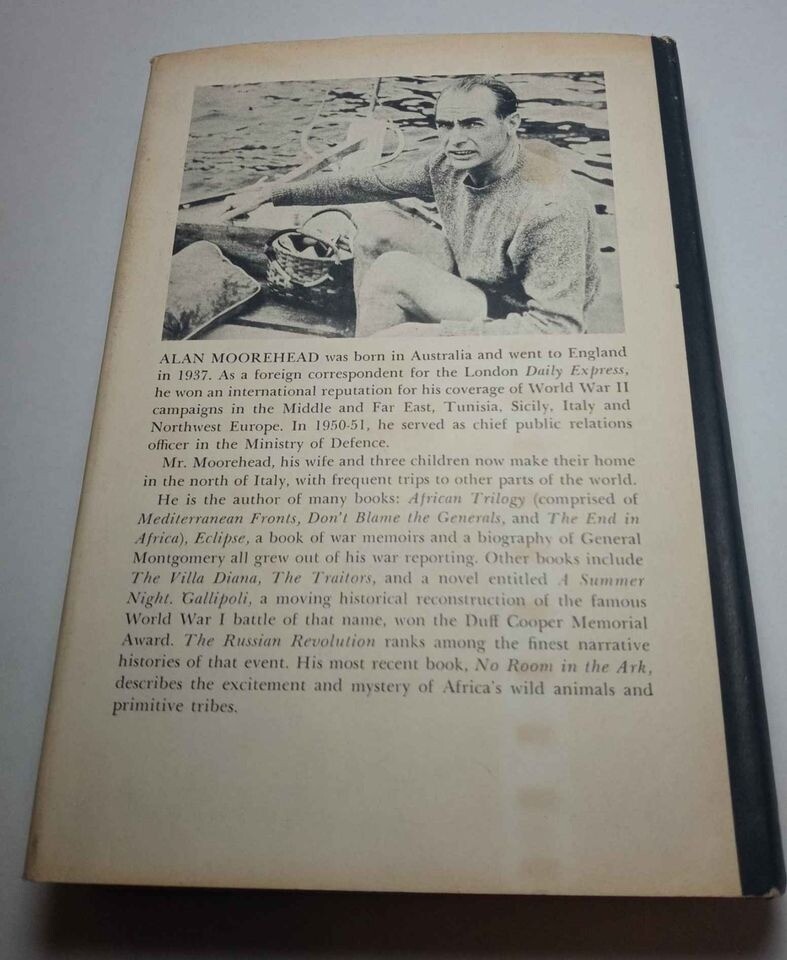 ALAN MOOREHEAD was born in Australia and went to England
in 1937. As a foreign correspondent for the London Daily Express,
he won an international reputation for his coverage of World War II
campaigns in the Middle and Far East, Tunisia, Sicily, Italy and
Northwest Europe. In 1950-51, he served as chief public relations
officer in the Ministry of Defence.
Mr. Moorehead, his wife and three children now make their home
in the north of Italy, with frequent trips to other parts of the world.
He is the author of many books: African Trilogy (comprised of
Mediterranean Fronts, Don't Blame the Generals, and The End in
Africa), Eclipse, a book of war memoirs and a biography of General
Montgomery all grew out of his war reporting. Other books include
The Villa Diana, The Traitors, and a novel entitled A Summer
Night. Gallipoli, a moving historical reconstruction of the famous
World War I battle of that name, won the Duff Cooper Memorial
Award. The Russian Revolution ranks among the finest narrative
histories of that event. His most recent book, No Room in the Ark,
describes the excitement and mystery of Africa's wild animals and
primitive tribes.